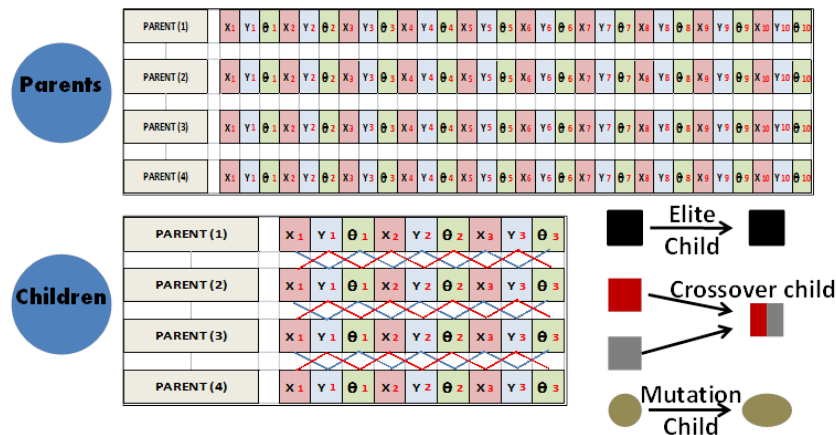 Parents
PARENT (1) X1 Y1 θ1 X2 Y2 θ2 X3 Y3 θ3 X4 Y4 θ4 X5 Y5 θ5 X6 Y6 θ6 X7 Y7 θ7 X8 Y8 θ8 X9 Y9 θ9 X10 Y10 θ10
PARENT (2) X1 Y1 θ1 X2 Y2 θ2 X3 Y3 θ3 X4 Y4 θ4 X5 Y5 θ5 X6 Y6 θ6 X7 Y7 θ7 X8 Y8 θ8 X9 Y9 θ9 X10 Y10 θ10
PARENT (3) X1 Y1 θ1 X2 Y2 θ2 X3 Y3 θ3 X4 Y4 θ4 X5 Y5 θ5 X6 Y6 θ6 X7 Y7 θ7 X8 Y8 θ8 X9 Y9 θ9 X10 Y10 θ10
PARENT (4) X1 Y1 θ1 X2 Y2 θ2 X3 Y3 θ3 X4 Y4 θ4 X5 Y5 θ5 X6 Y6 θ6 X7 Y7 θ7 X8 Y8 θ8 X9 Y9 θ9 X10 Y10 θ10
Children
PARENT (1) X1 Y1 θ1 X2 Y2 θ2 X3 Y3 θ3
PARENT (2) X1 Y1 θ1 X2 Y2 θ2 X3 Y3 θ3
PARENT (3) X1 Y1 θ1 X2 Y2 θ2 X3 Y3 θ3
PARENT (4) X1 Y1 θ1 X2 Y2 θ2 X3 Y3 θ3
Elite
Child
Crossover child
Mutation
Child